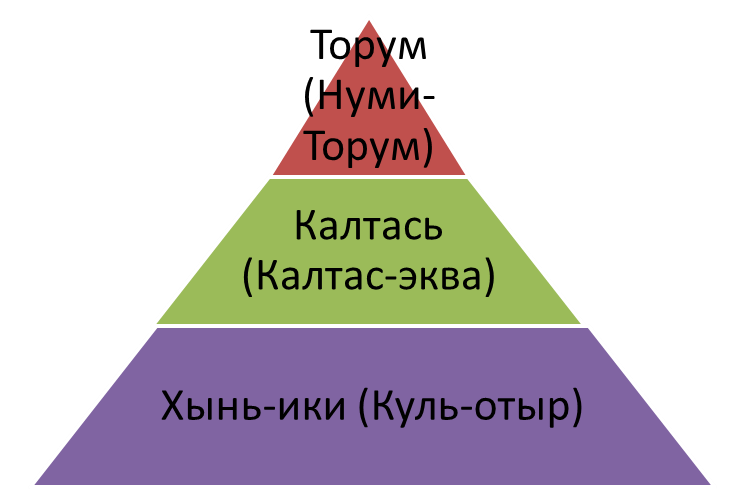 Торум
(Нуми-
Торум)
Калтась
(Калтас-эква)
Хынь-ики (Куль-отыр)